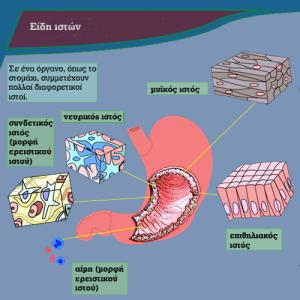 Είδη ιστών
Σε ένα όργανο, όπως το
στομάχι, συμμετέχουν
πολλοί διαφορετικοί
ιστοί.
μυϊκός ιστός
νευρικός ιστός
συνδετικός
ιστός
(μορφή
ερειστικού
ιστού)
επιθηλιακός
ιστός
αίμα (μορφή
ερειστικού
ιστού)